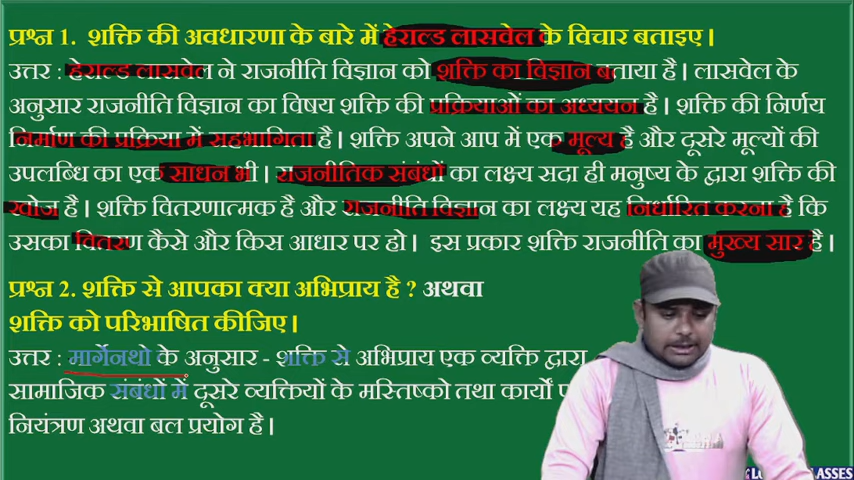 प्रश्न 1. शक्ति की अवधारणा के बारे में हेराल्ड लासवेल के विचार बताइए।
उत्तर : हेराल्ड लासवेल ने राजनीति विज्ञान को शक्ति का विज्ञान बताया है। लासवेल के
अनुसार राजनीति विज्ञान का विषय शक्ति की प्रक्रियाओं का अध्ययन है। शक्ति की निर्णय
निर्माण की प्रक्रिया में सहभागिता है। शक्ति अपने आप में एक मूल्य है और दूसरे मूल्यों की
उपलब्धि का एक साधन भी। राजनीतिक संबंधों का लक्ष्य सदा ही मनुष्य के द्वारा शक्ति की
खोज है। शक्ति वितरणात्मक है और राजनीति विज्ञान का लक्ष्य यह निर्धारित करना है कि
उसका वितरण कैसे और किस आधार पर हो। इस प्रकार शक्ति राजनीति का मुख्य सार है।
प्रश्न 2. शक्ति से आपका क्या अभिप्राय है ? अथवा
शक्ति को परिभाषित कीजिए।
उत्तर : मार्गेनथो के अनुसार - शक्ति से अभिप्राय एक व्यक्ति द्वारा
सामाजिक संबंधों में दूसरे व्यक्तियों के मस्तिष्को तथा कार्यों
नियंत्रण अथवा बल प्रयोग है।
CLASSES